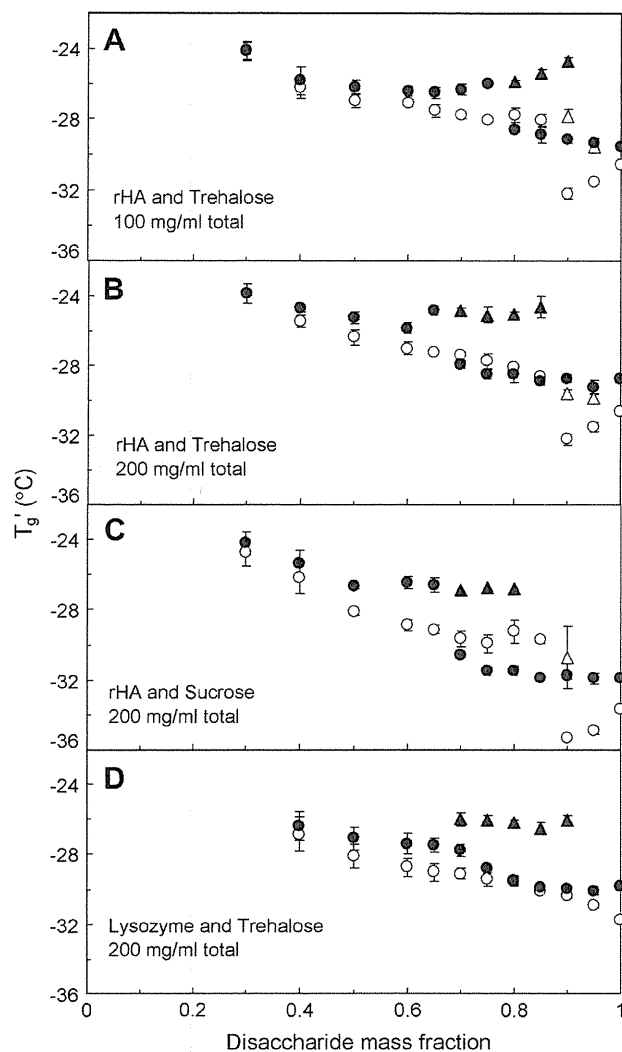 A
-24
-28
-32
-36
rHA and Trehalose
100 mg/ml total
B
-24
-28
-32
-36
rHA and Trehalose
200 mg/ml total
Tg' (°C)
C
-24
-28
-32
-36
rHA and Sucrose
200 mg/ml total
D
-24
-28
-32
-36
Lysozyme and Trehalose
200 mg/ml total
0 0.2 0.4 0.6 0.8 1
Disaccharide mass fraction